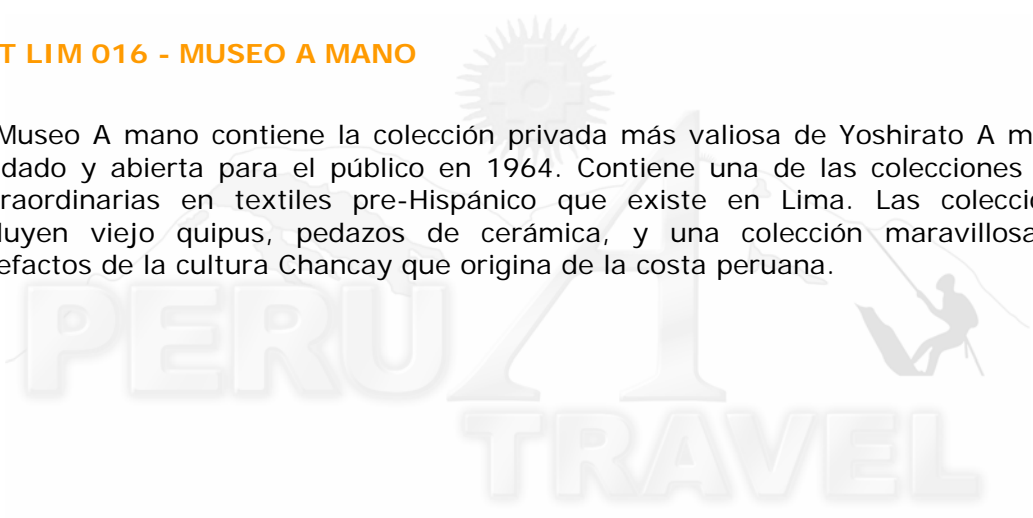 T LIM 016 - MUSEO A MANO
Museo A mano contiene la colección privada más valiosa de Yoshirato A m
dado y abierta para el público en 1964. Contiene una de las colecciones
raordinarias en textiles pre-Hispánico que existe en Lima. Las colecci
luyen viejo quipus, pedazos de cerámica, y una colección maravillosa
efactos de la cultura Chancay que origina de la costa peruana.
PERU A
TRAVEL